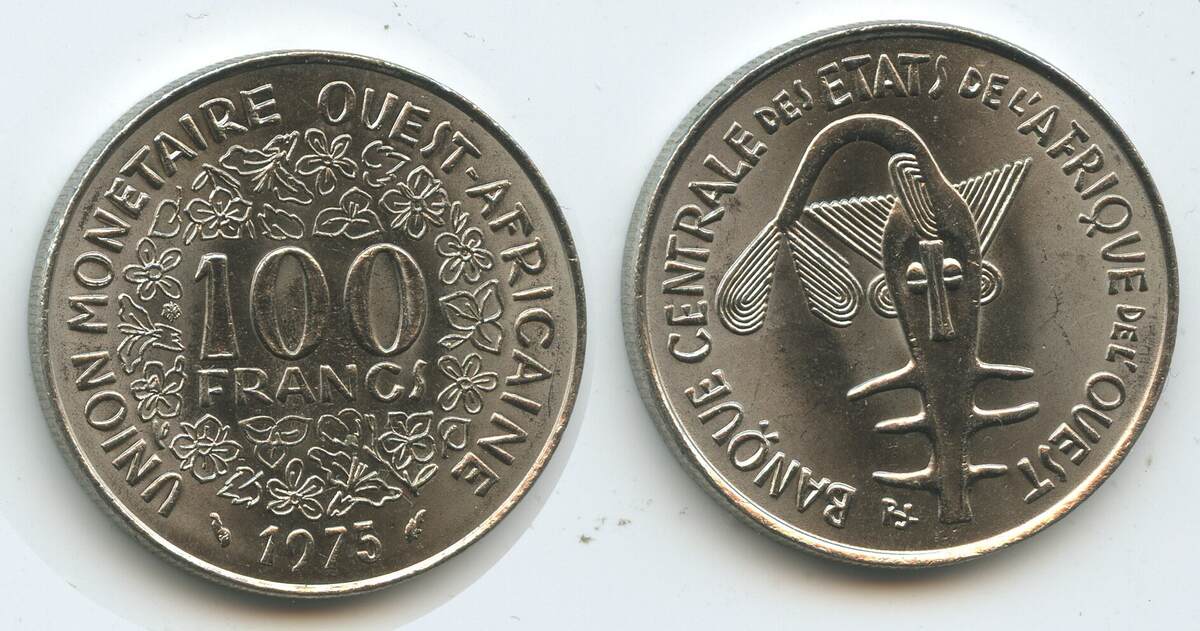 UNION MONETAIRE OUEST-AFRICAINE
100
FRANCS
1975
BANQUE CENTRALE DES ETATS DE L'AFRIQUE DE L'OUEST